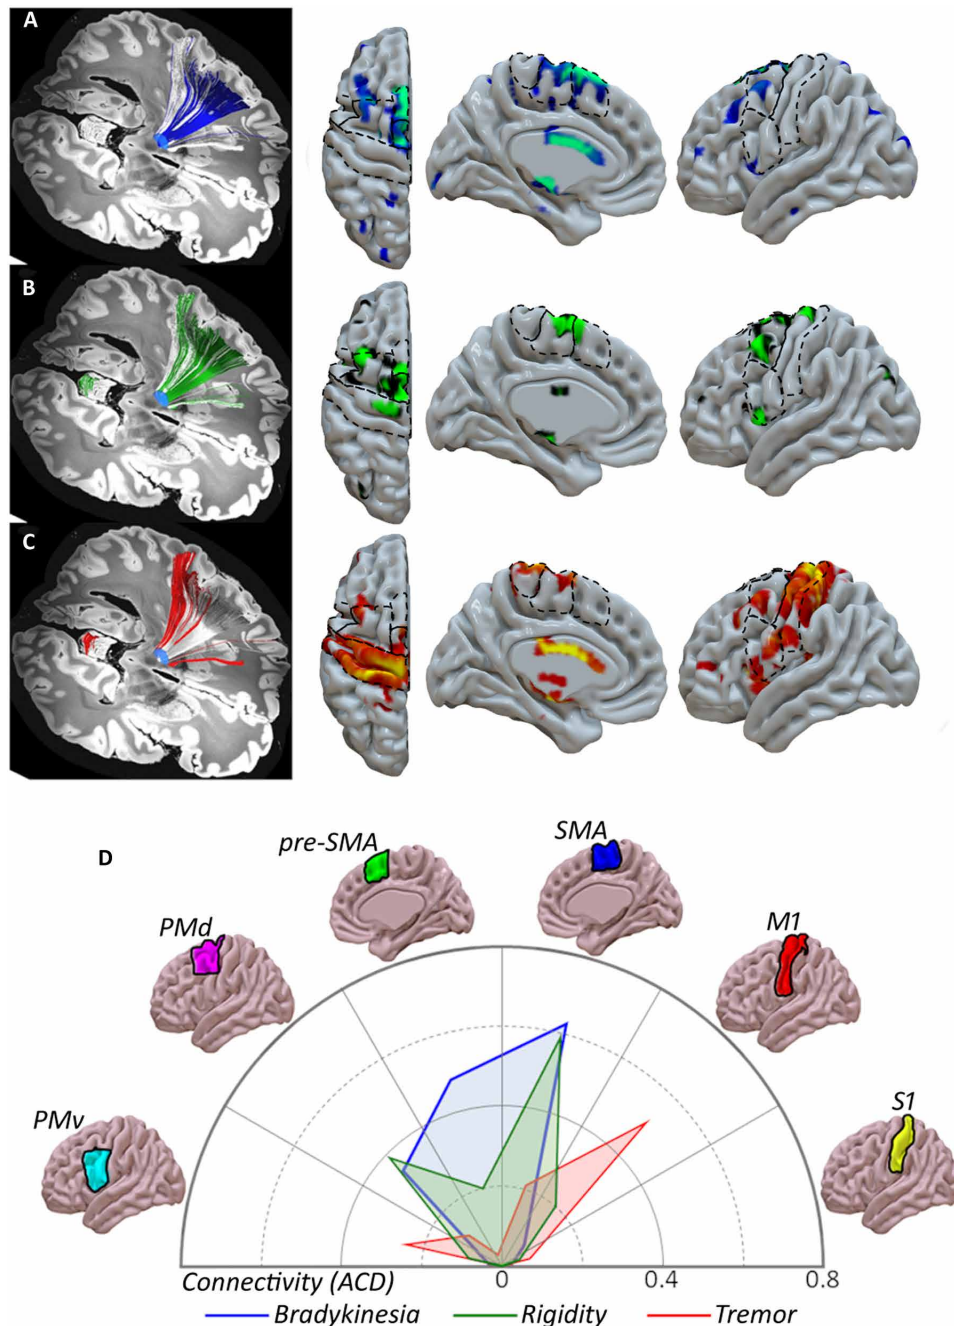 A
B
C
D
pre-SMA
SMA
PMd
M1
PMv
S1
Connectivity (ACD)
0
0.4
0.8
Bradykinesia
Rigidity
Tremor